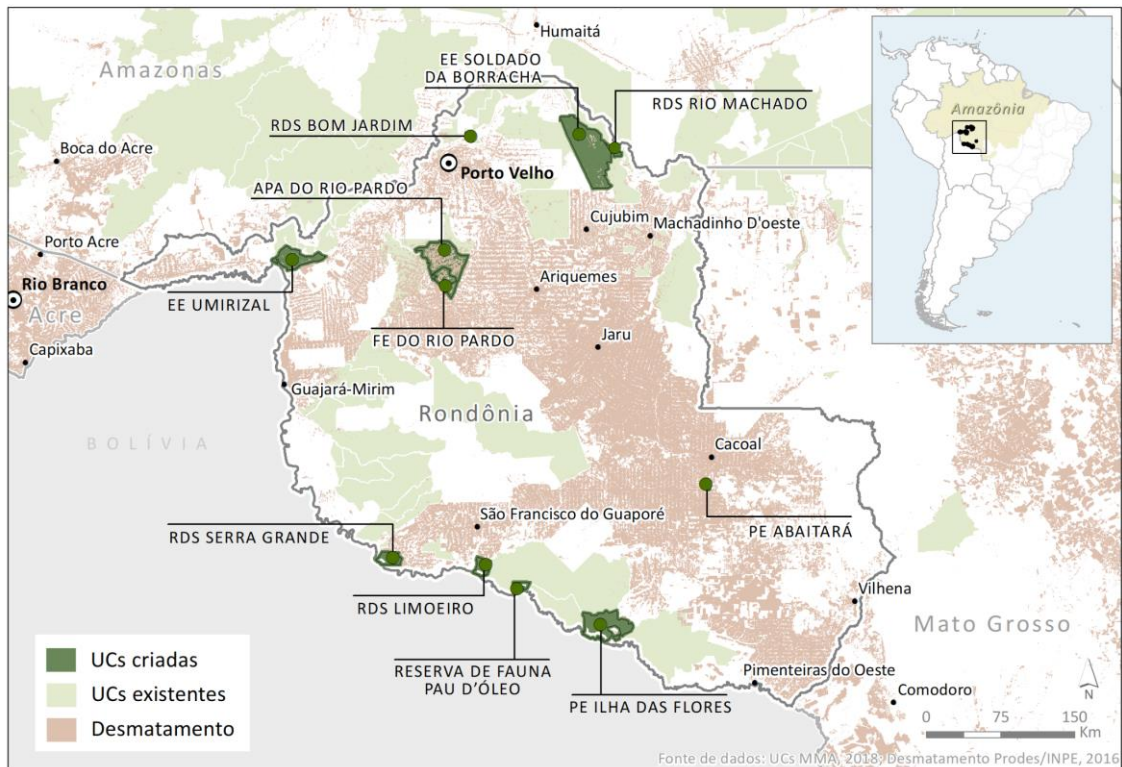 Humaitá
Amazonas
EE SOLDADO
DA BORRACHA
RDS RIO MACHADO
Amazônia
RDS BOM JARDIM
Boca do Acre
Porto Velho
APA DO RIO PARDO
Cujubim
Machadinho D'oeste
Porto Acre
Ariquemes
Rio Branco
EE UMIRIZAL
Acre
FE DO RIO PARDO
Jaru
Capixaba
Guajará-Mirim
Rondônia
BOLÍVIA
Cacoal
São Francisco do Guaporé
RDS SERRA GRANDE
PE ABAITARÁ
RDS LIMOEIRO
Vilhena
Mato Grosso
RESERVA DE FAUNA
PAU D'ÓLEO
PE ILHA DAS FLORES
Pimenteiras do Oeste
Comodoro
UCs criadas
UCs existentes
Desmatamento
N
0 75 150
Km
Fonte de dados: UCs MMA, 2018; Desmatamento Prodes/INPE, 2016